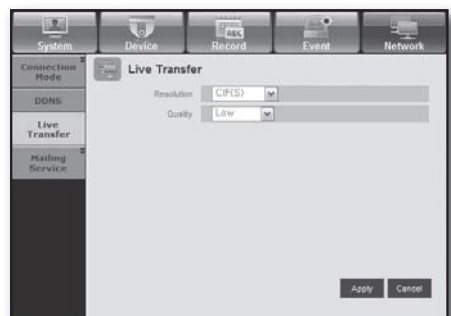 System Device Record Event Network
REC
Connection Mode
DDNS
Live Transfer
Mailing Service
Live Transfer
Resolution CIF(S)
Quality Low
Apply Cancel